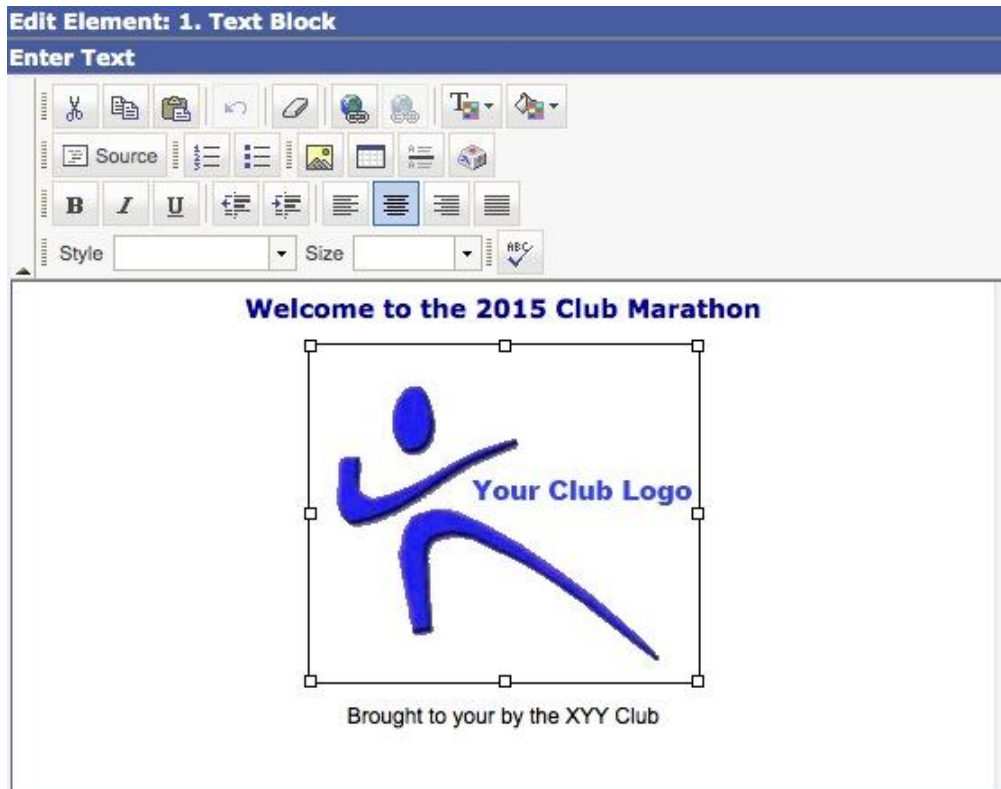 Edit Element: 1. Text Block
Enter Text
T
Source
B I U
Style Size ABC
Welcome to the 2015 Club Marathon
Your Club Logo
Brought to your by the XYY Club